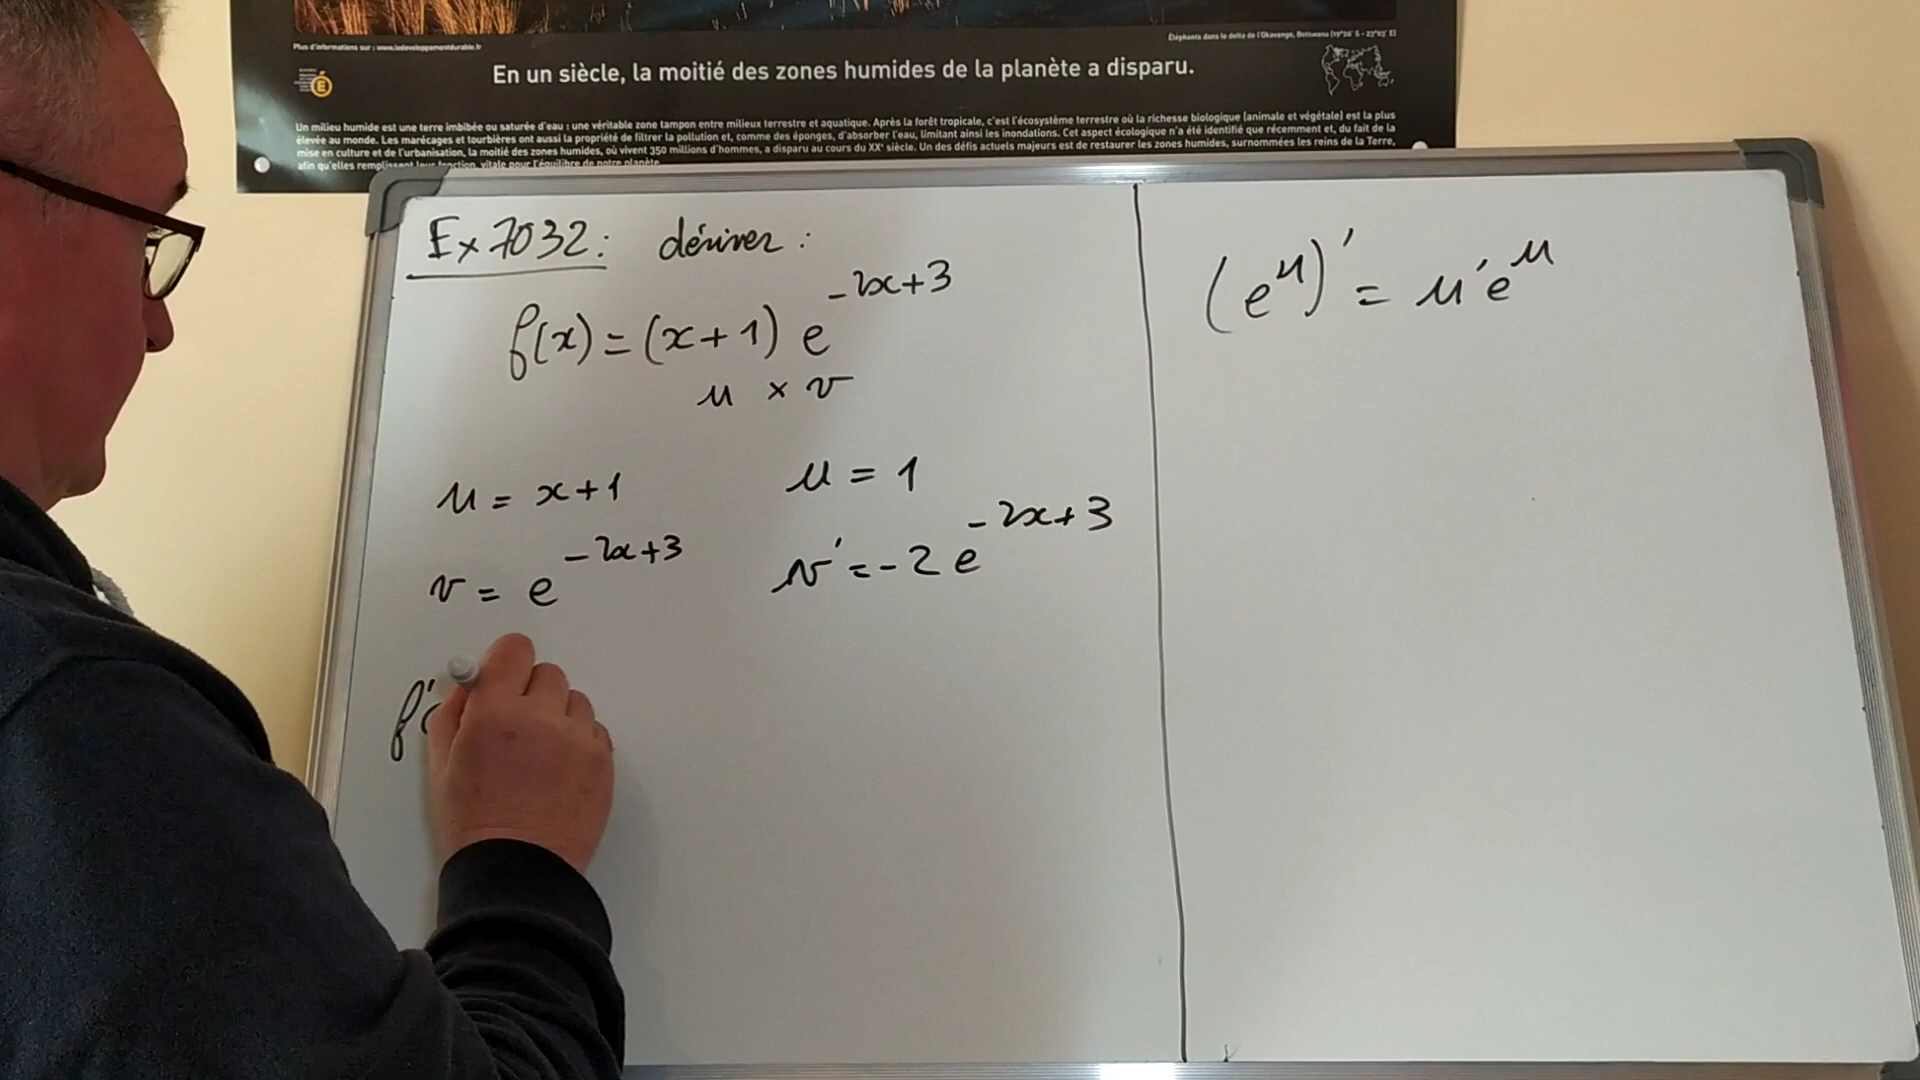 Plus d'informations sur : www.ledeveloppementdurable.fr
Éléphants dans le delta de l'Okavango, Botswana (19°26' S - 23°03' E)
En un siècle, la moitié des zones humides de la planète a disparu.
Un milieu humide est une terre imbibée ou saturée d'eau : une véritable zone tampon entre milieux terrestre et aquatique. Après la forêt tropicale, c'est l'écosystème terrestre où la richesse biologique (animale et végétale) est la plus
élevée au monde. Les marécages et tourbières ont aussi la propriété de filtrer la pollution et, comme des éponges, d'absorber l'eau, limitant ainsi les inondations. Cet aspect écologique n'a été identifié que récemment et, du fait de la
mise en culture et de l'urbanisation, la moitié des zones humides, où vivent 350 millions d'hommes, a disparu au cours du XXe siècle. Un des défis actuels majeurs est de restaurer les zones humides, surnommées les reins de la Terre,
afin qu'elles remplissent leur fonction, vitale pour l'équilibre de notre planète
Ex 7032 : dériver :
f(x) = (x+1) e^{-2x+3}
u × v
u = x+1
u = 1
v = e^{-2x+3}
v' = -2 e^{-2x+3}
f'(
(e^u)' = u'e^u